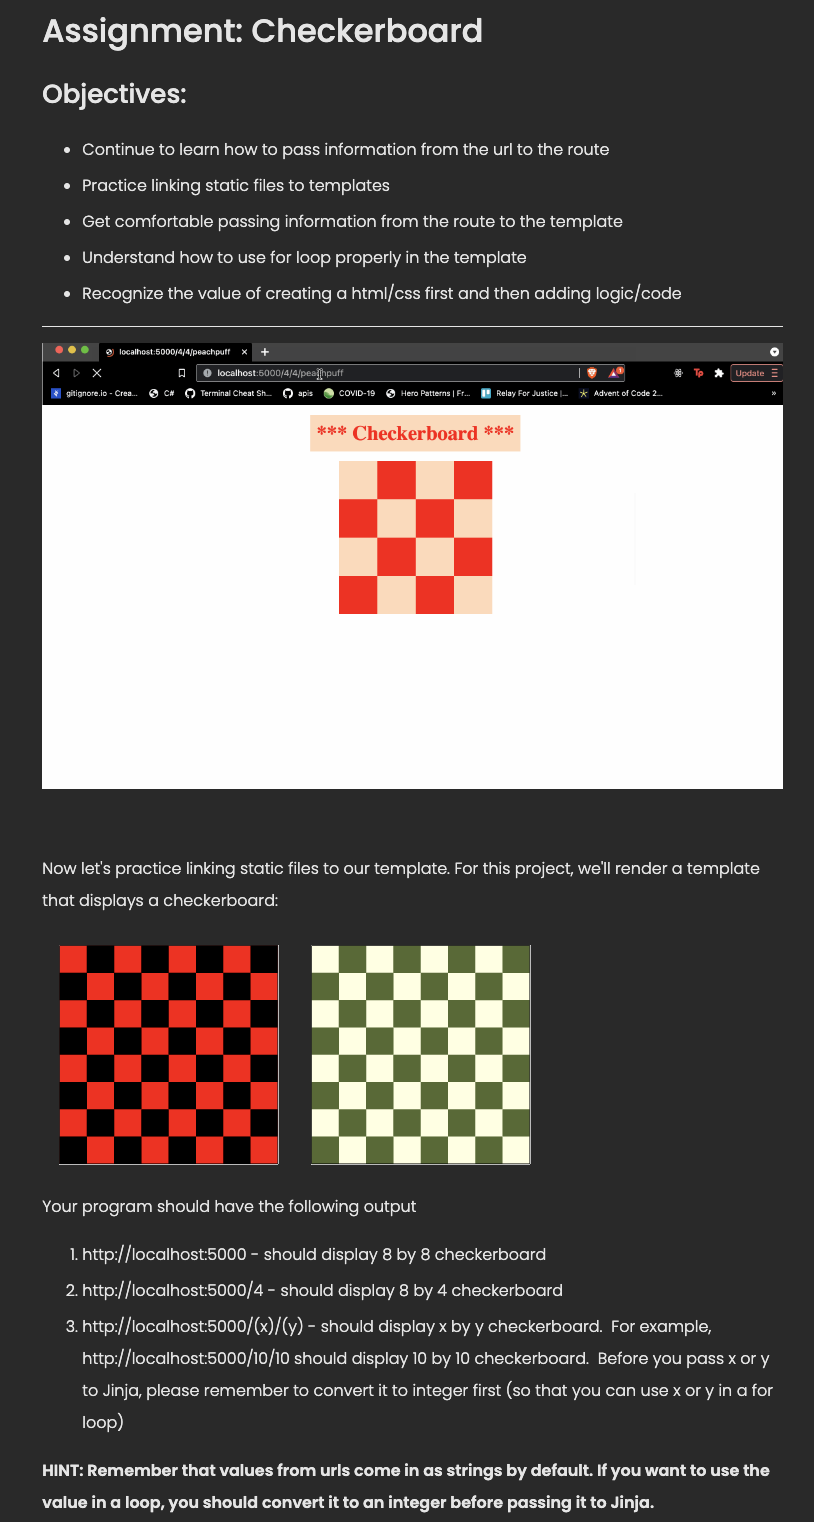 Assignment: Checkerboard
Objectives:
Continue to learn how to pass information from the url to the route
Practice linking static files to templates
Get comfortable passing information from the route to the template
Understand how to use for loop properly in the template
Recognize the value of creating a html/css first and then adding logic/code
localhost:5000/4/4/peachpuff
localhost:5000/4/4/peachpuff
Update
gitignore.io - Crea... C# Terminal Cheat Sh... apis COVID-19 Hero Patterns | Fr... Relay For Justice |... Advent of Code 2... »
*** Checkerboard ***
Now let's practice linking static files to our template. For this project, we'll render a template
that displays a checkerboard:
Your program should have the following output
1. http://localhost:5000 - should display 8 by 8 checkerboard
2. http://localhost:5000/4 - should display 8 by 4 checkerboard
3. http://localhost:5000/(x)/(y) - should display x by y checkerboard.  For example,
http://localhost:5000/10/10 should display 10 by 10 checkerboard.  Before you pass x or y
to Jinja, please remember to convert it to integer first (so that you can use x or y in a for
loop)
HINT: Remember that values from urls come in as strings by default. If you want to use the
value in a loop, you should convert it to an integer before passing it to Jinja.